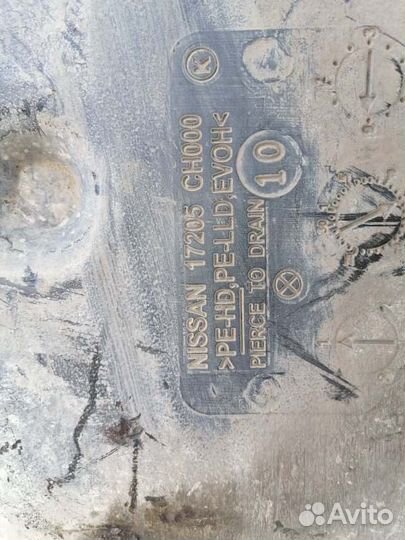 NISSAN 17205 CH000 K
>PE-HD,PE-LLD,EVOH<
PIERCE TO DRAIN 10
Avito